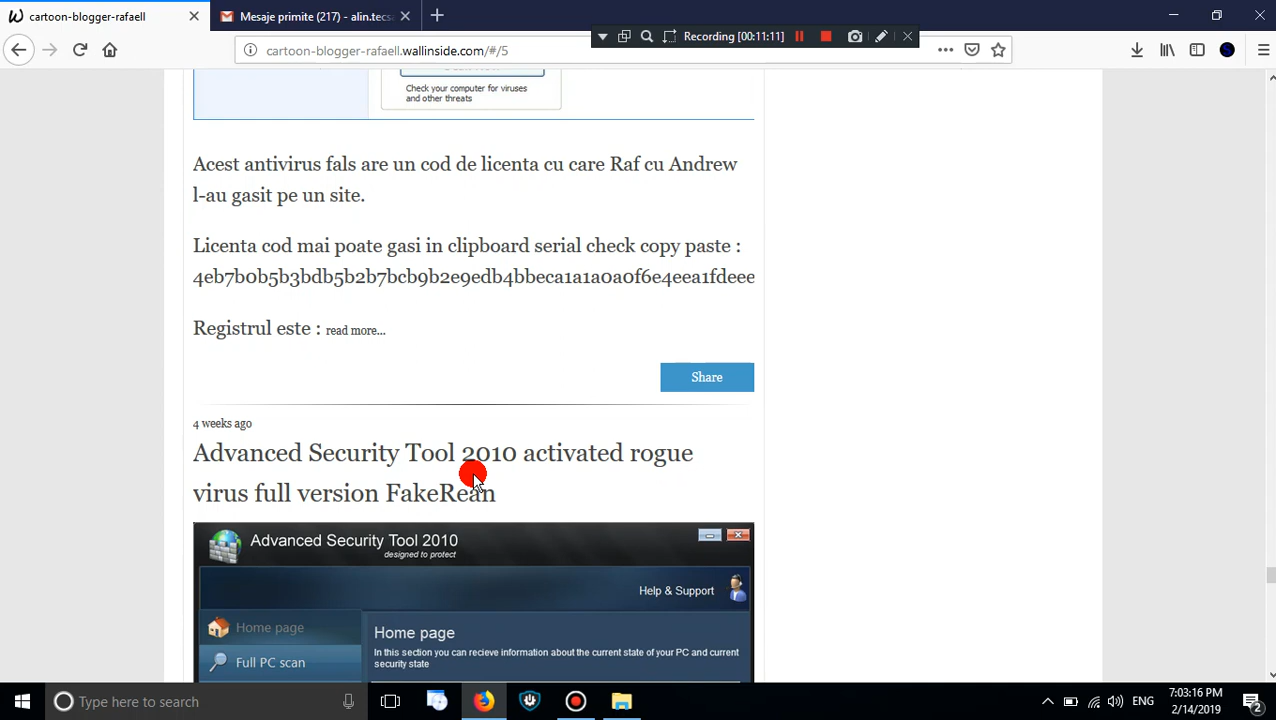 cartoon-blogger-rafaell
Mesaje primite (217) - alin.tecsa
Recording [00:11:11]
cartoon-blogger-rafaell.wallinside.com/#/5
Check your computer for viruses
and other threats
Acest antivirus fals are un cod de licenta cu care Raf cu Andrew
l-au gasit pe un site.
Licenta cod mai poate gasi in clipboard serial check copy paste :
4eb7b0b5b3bdb5b2b7bcb9b2e9edb4bbeca1a1a0a0f6e4eea1fdeee
Registrul este : read more...
Share
4 weeks ago
Advanced Security Tool 2010 activated rogue
virus full version FakeRean
Advanced Security Tool 2010
designed to protect
Help & Support
Home page
Home page
In this section you can recieve information about the current state of your PC and current
security state
Full PC scan
Type here to search
ENG
7:03:16 PM
2/14/2019
2